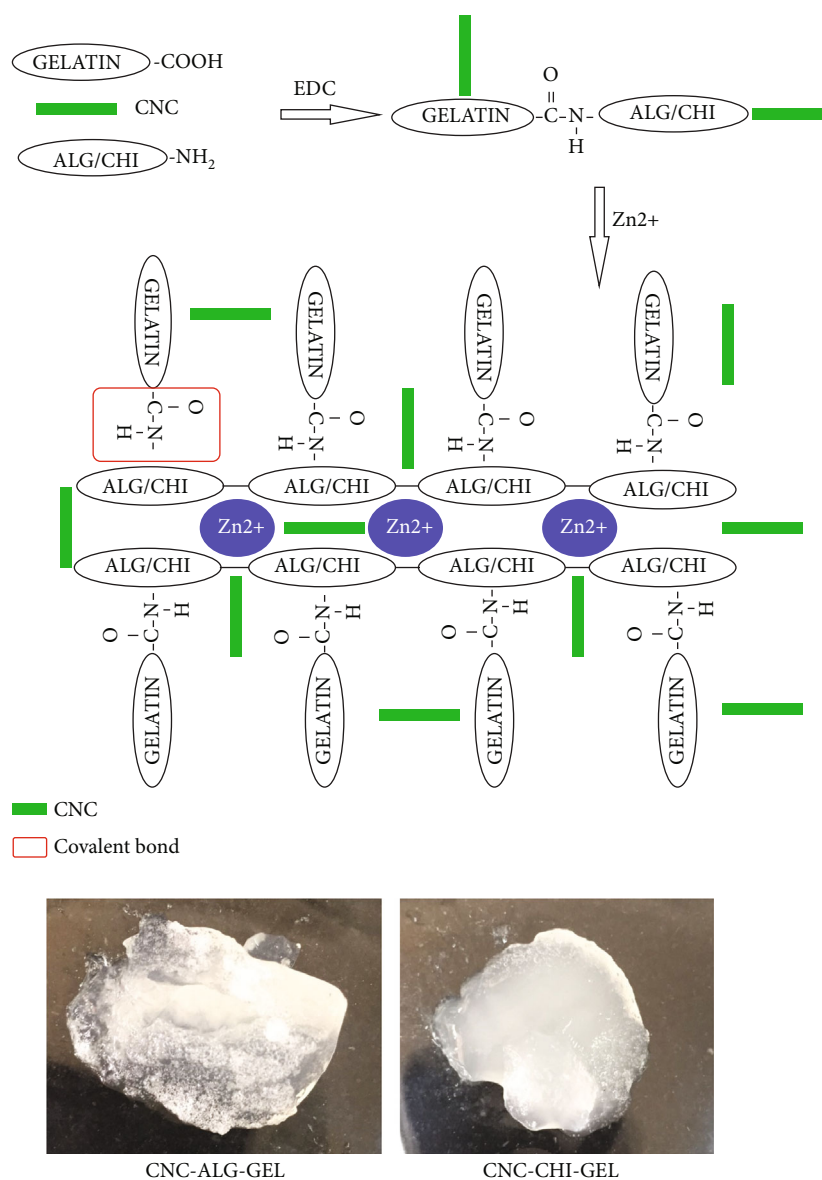 GELATIN -COOH
CNC
ALG/CHI -NH2
EDC
O
GELATIN -C-N- ALG/CHI
H
Zn2+
GELATIN GELATIN GELATIN GELATIN
C O C O C O C O
H N H N H N H N
ALG/CHI ALG/CHI ALG/CHI ALG/CHI
Zn2+ Zn2+ Zn2+
ALG/CHI ALG/CHI ALG/CHI ALG/CHI
N H N H N H N H
O C O C O C O C
GELATIN GELATIN GELATIN GELATIN
CNC
Covalent bond
CNC-ALG-GEL CNC-CHI-GEL